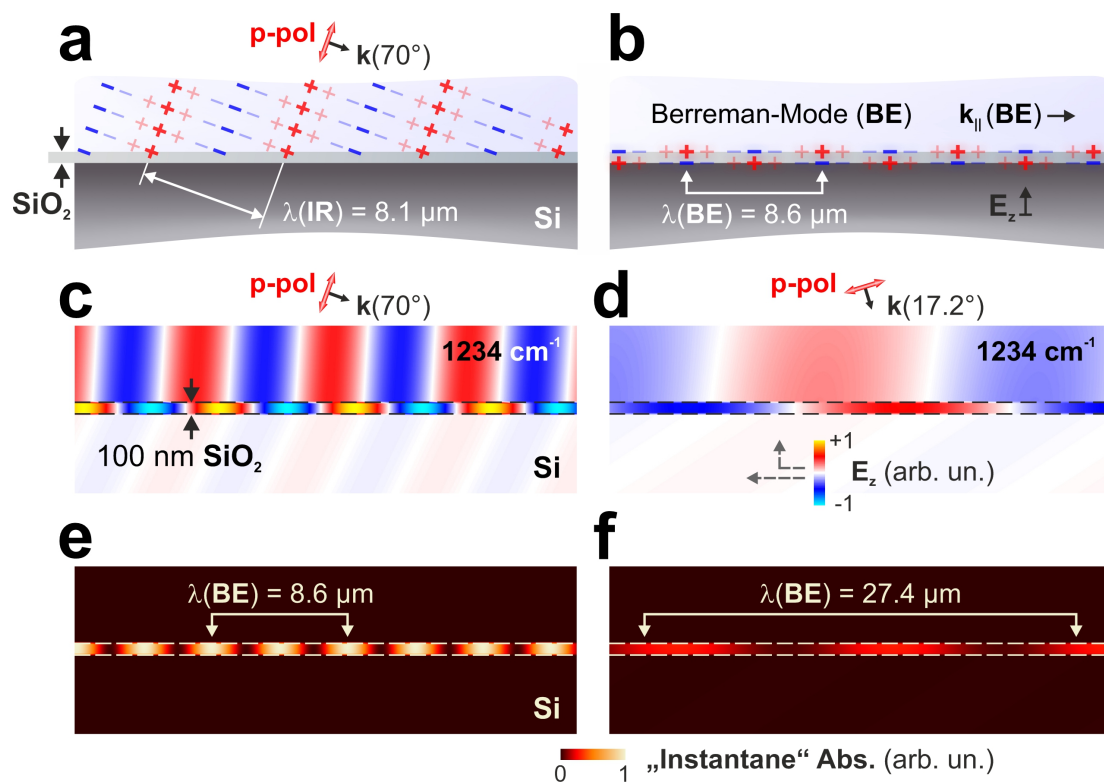 a
p-pol
k(70°)
SiO₂
λ(IR) = 8.1 µm
Si
b
Berreman-Mode (BE)
k||(BE)
λ(BE) = 8.6 µm
E_z
c
p-pol
k(70°)
1234 cm⁻¹
100 nm SiO₂
Si
d
p-pol
k(17.2°)
1234 cm⁻¹
+1
E_z (arb. un.)
-1
e
λ(BE) = 8.6 µm
Si
f
λ(BE) = 27.4 µm
0 1
„Instantane“ Abs. (arb. un.)